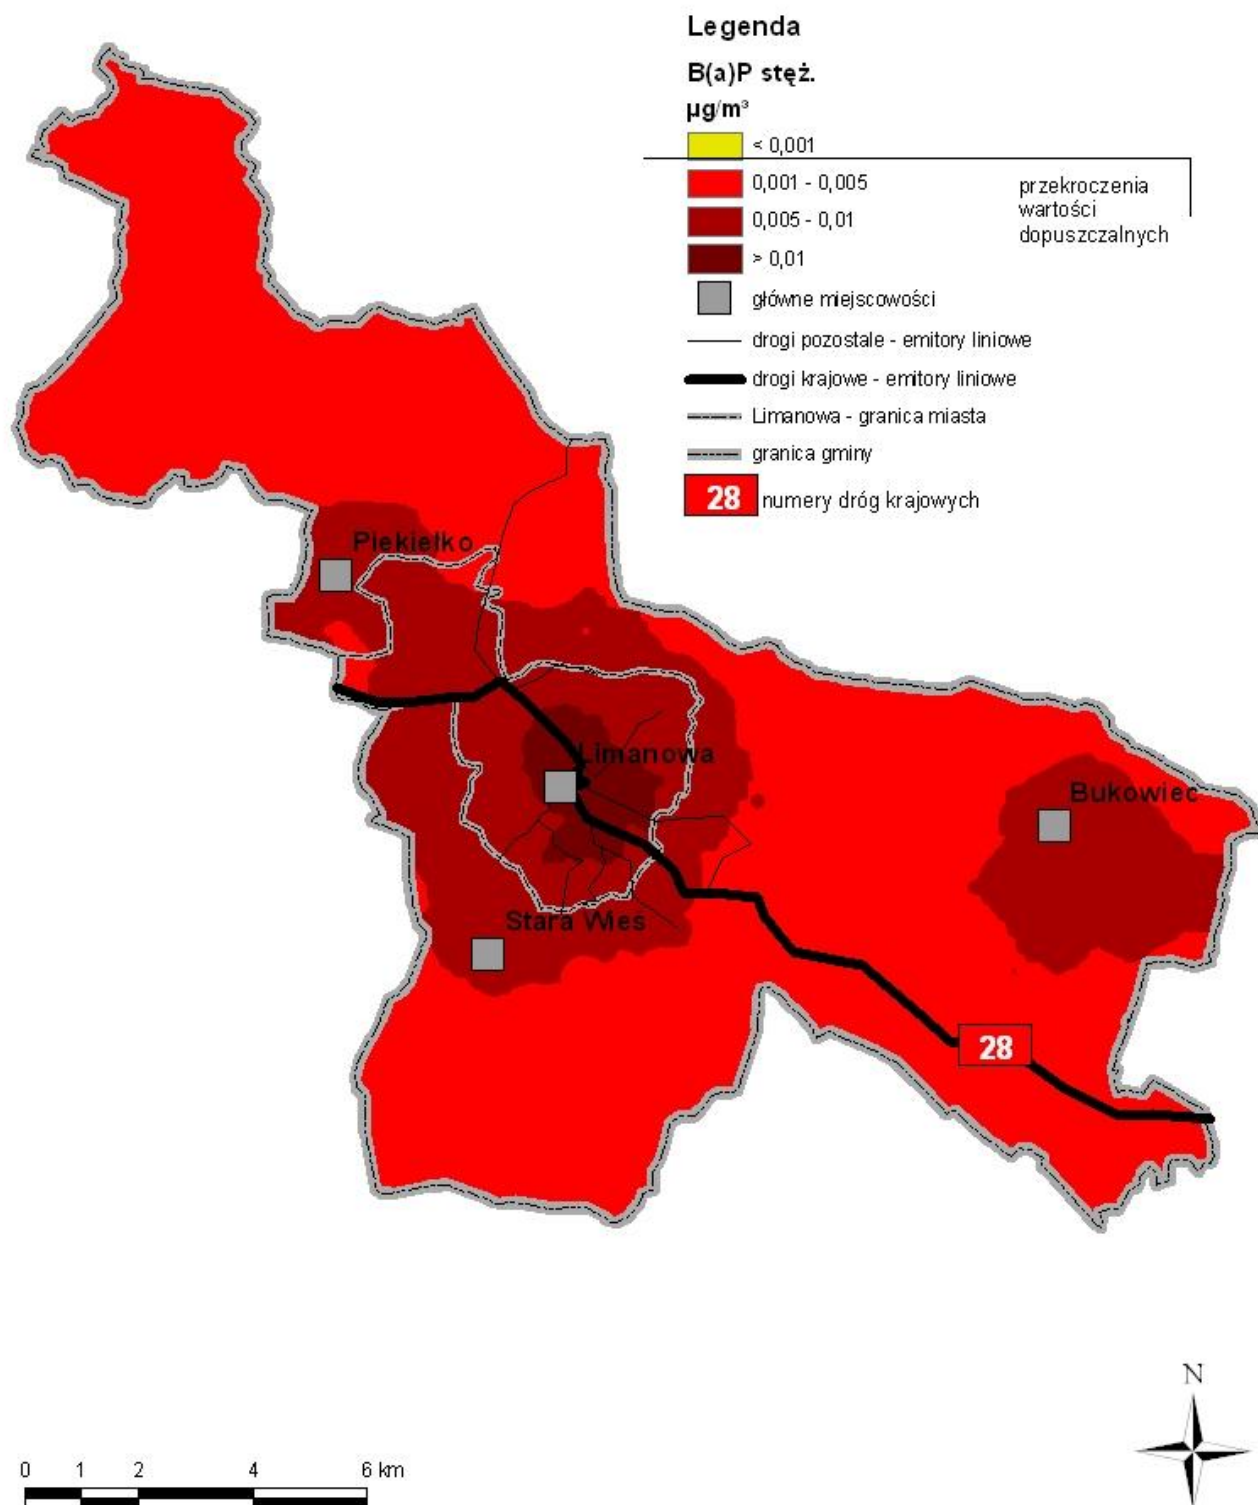 Legenda
B(a)P stęż.
µg/m³
< 0,001
0,001 - 0,005
0,005 - 0,01
> 0,01
przekroczenia
wartości
dopuszczalnych
główne miejscowości
drogi pozostałe - emitory liniowe
drogi krajowe - emitory liniowe
Limanowa - granica miasta
granica gminy
28 numery dróg krajowych
Piekiełko
Limanowa
Bukowiec
Stara Wies
28
N
0 1 2 4 6 km